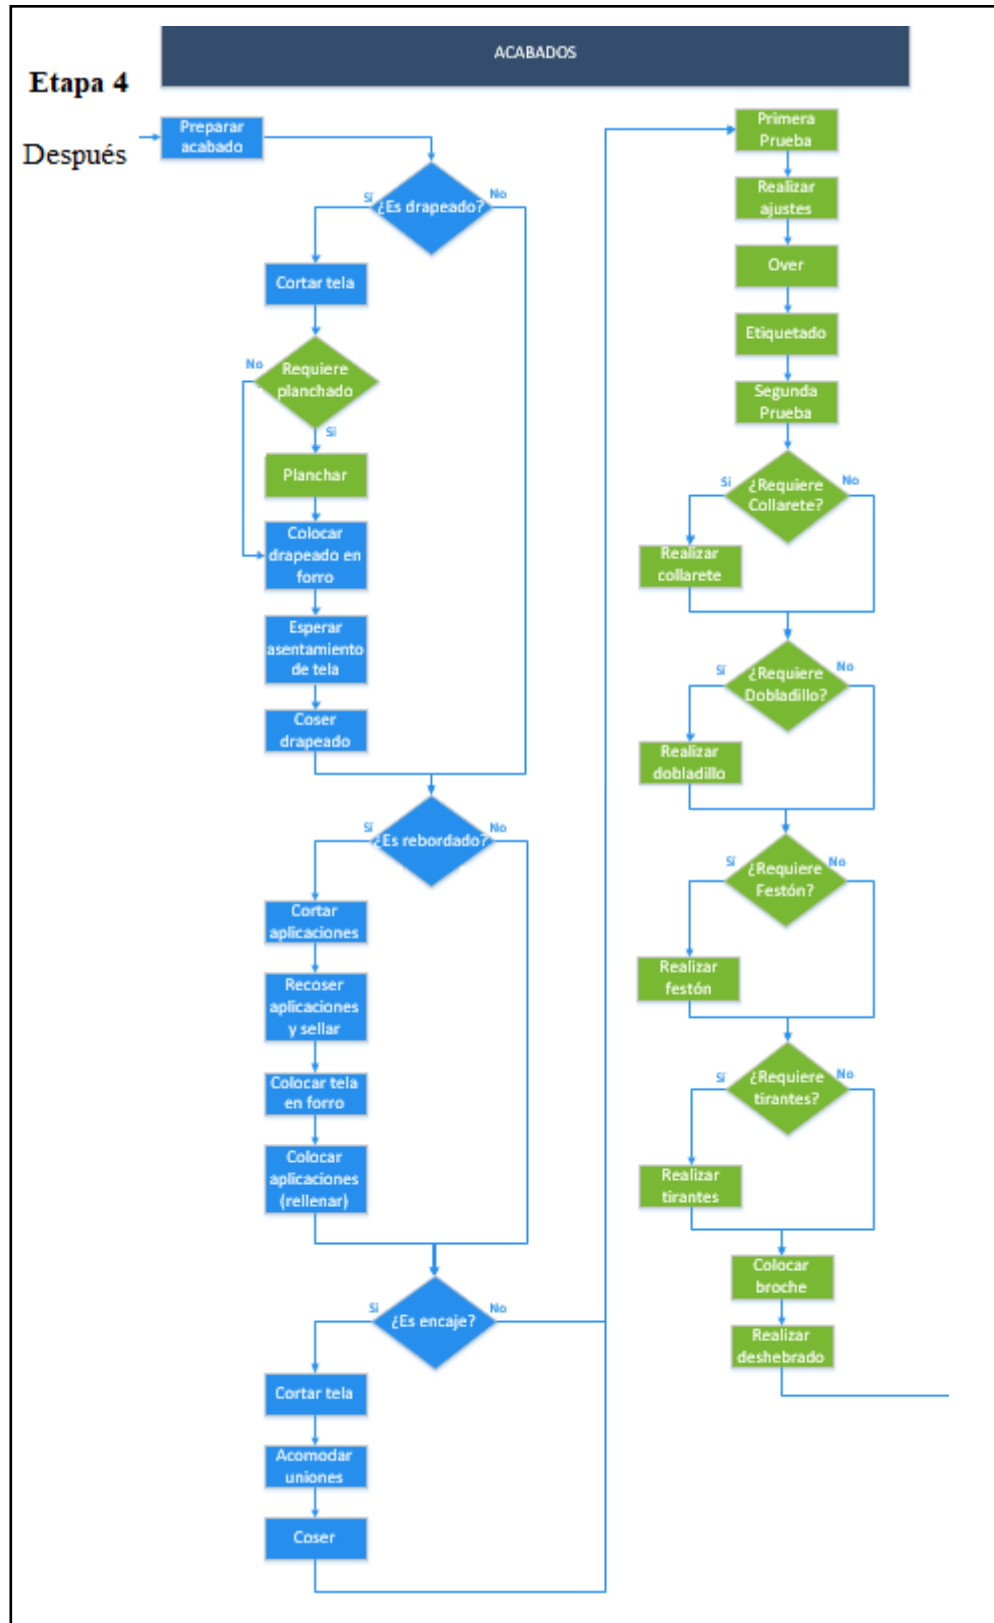 ACABADOS
Etapa 4
Después
Preparar
acabado
¿Es drapeado?
Sí
No
Cortar tela
Requiere
planchado
No
Sí
Planchar
Colocar
drapeado en
forro
Esperar
asentamiento
de tela
Coser
drapeado
¿Es rebordado?
Sí
No
Cortar
aplicaciones
Recoser
aplicaciones
y sellar
Colocar tela
en forro
Colocar
aplicaciones
(rellenar)
¿Es encaje?
Sí
No
Cortar tela
Acomodar
uniones
Coser
Primera
Prueba
Realizar
ajustes
Over
Etiquetado
Segunda
Prueba
¿Requiere
Collarete?
Sí
No
Realizar
collarete
¿Requiere
Dobladillo?
Sí
No
Realizar
dobladillo
¿Requiere
Festón?
Sí
No
Realizar
festón
¿Requiere
tirantes?
Sí
No
Realizar
tirantes
Colocar
broche
Realizar
deshebrado